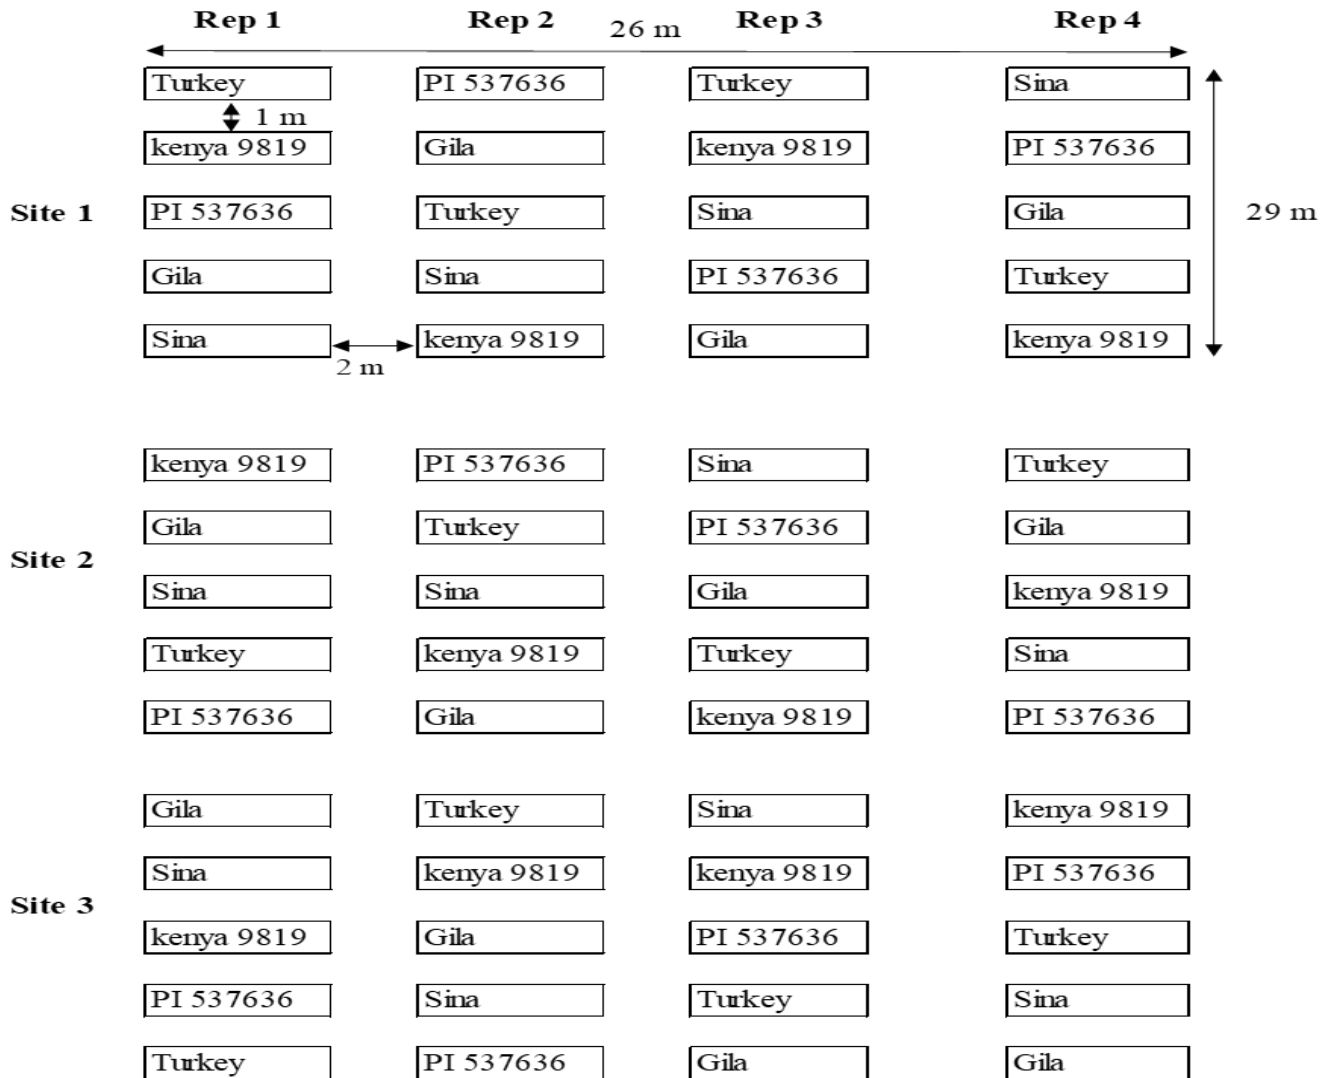 Rep 1 Rep 2 Rep 3 Rep 4
26 m
Turkey PI 537636 Turkey Sina
1 m
kenya 9819 Gila kenya 9819 PI 537636
Site 1 PI 537636 Turkey Sina Gila 29 m
Gila Sina PI 537636 Turkey
Sina kenya 9819 Gila kenya 9819
2 m
kenya 9819 PI 537636 Sina Turkey
Gila Turkey PI 537636 Gila
Site 2
Sina Sina Gila kenya 9819
Turkey kenya 9819 Turkey Sina
PI 537636 Gila kenya 9819 PI 537636
Gila Turkey Sina kenya 9819
Sina kenya 9819 kenya 9819 PI 537636
Site 3
kenya 9819 Gila PI 537636 Turkey
PI 537636 Sina Turkey Sina
Turkey PI 537636 Gila Gila